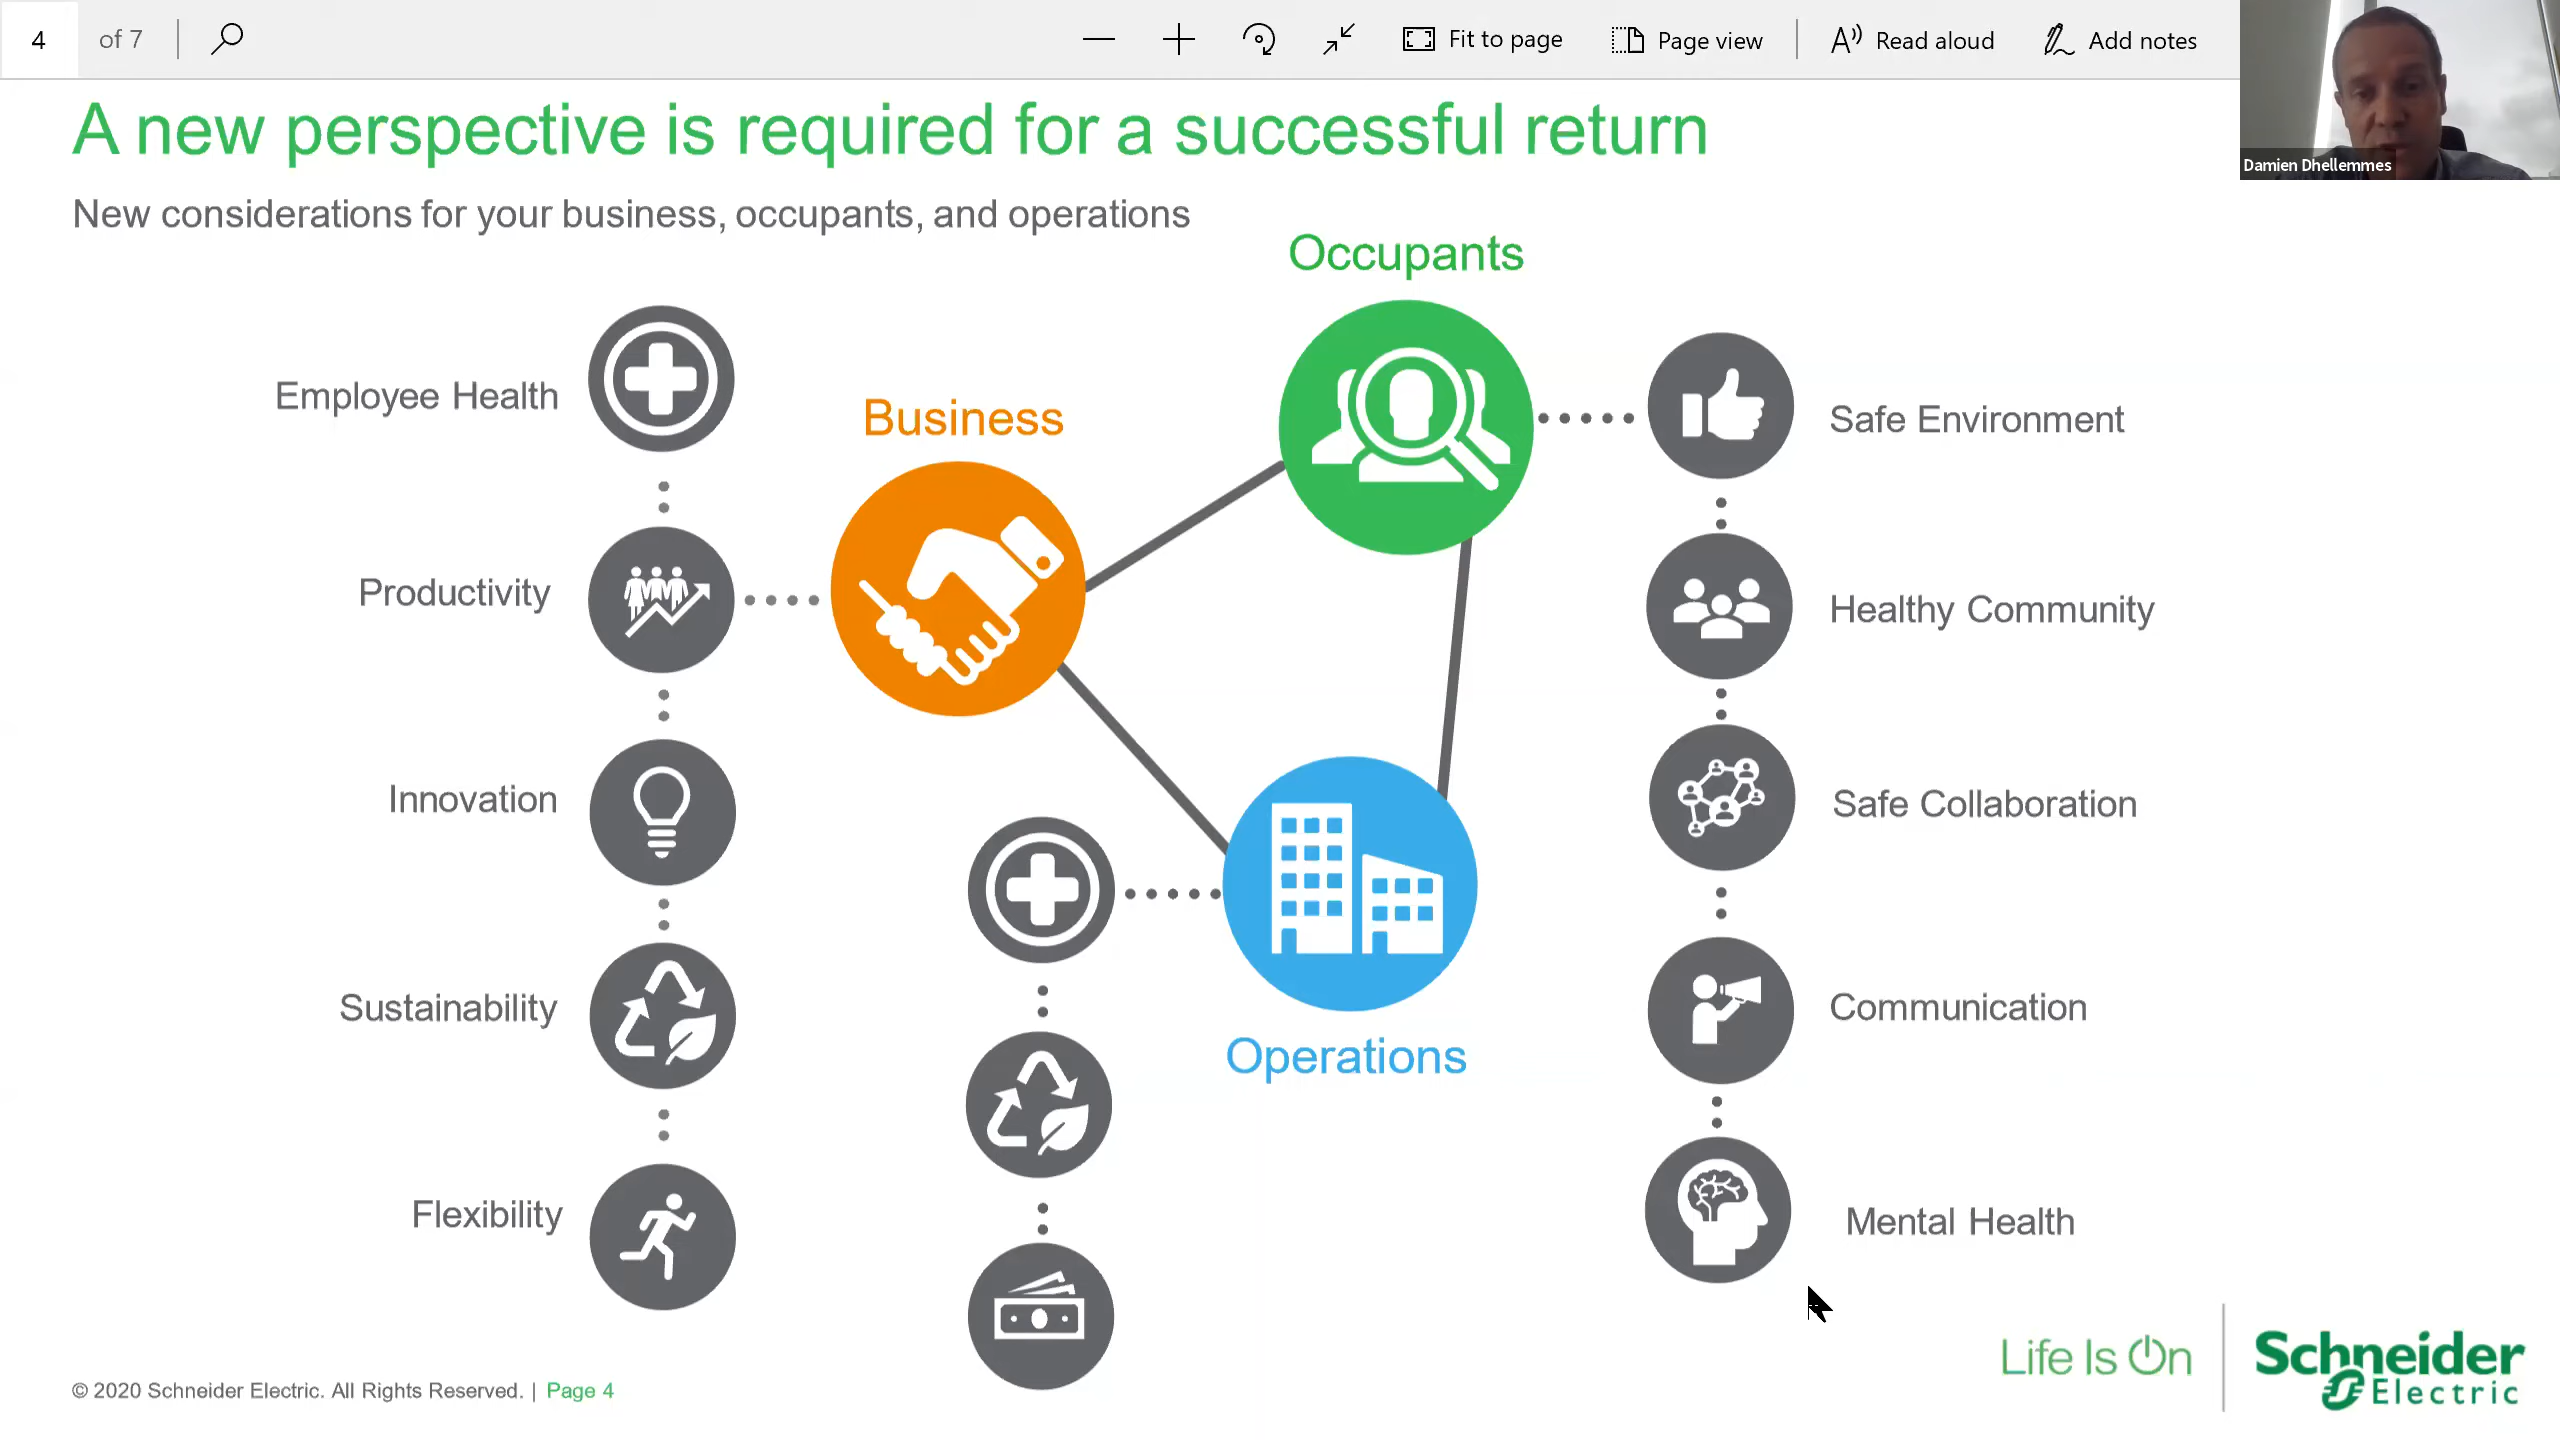 4 of 7 Fit to page Page view Read aloud Add notes
Damien Dhellemmes
A new perspective is required for a successful return
New considerations for your business, occupants, and operations
Occupants
Business
Employee Health
Safe Environment
Productivity
Healthy Community
Innovation
Safe Collaboration
Sustainability
Communication
Operations
Flexibility
Mental Health
© 2020 Schneider Electric. All Rights Reserved. | Page 4
Life Is On
Schneider
Electric